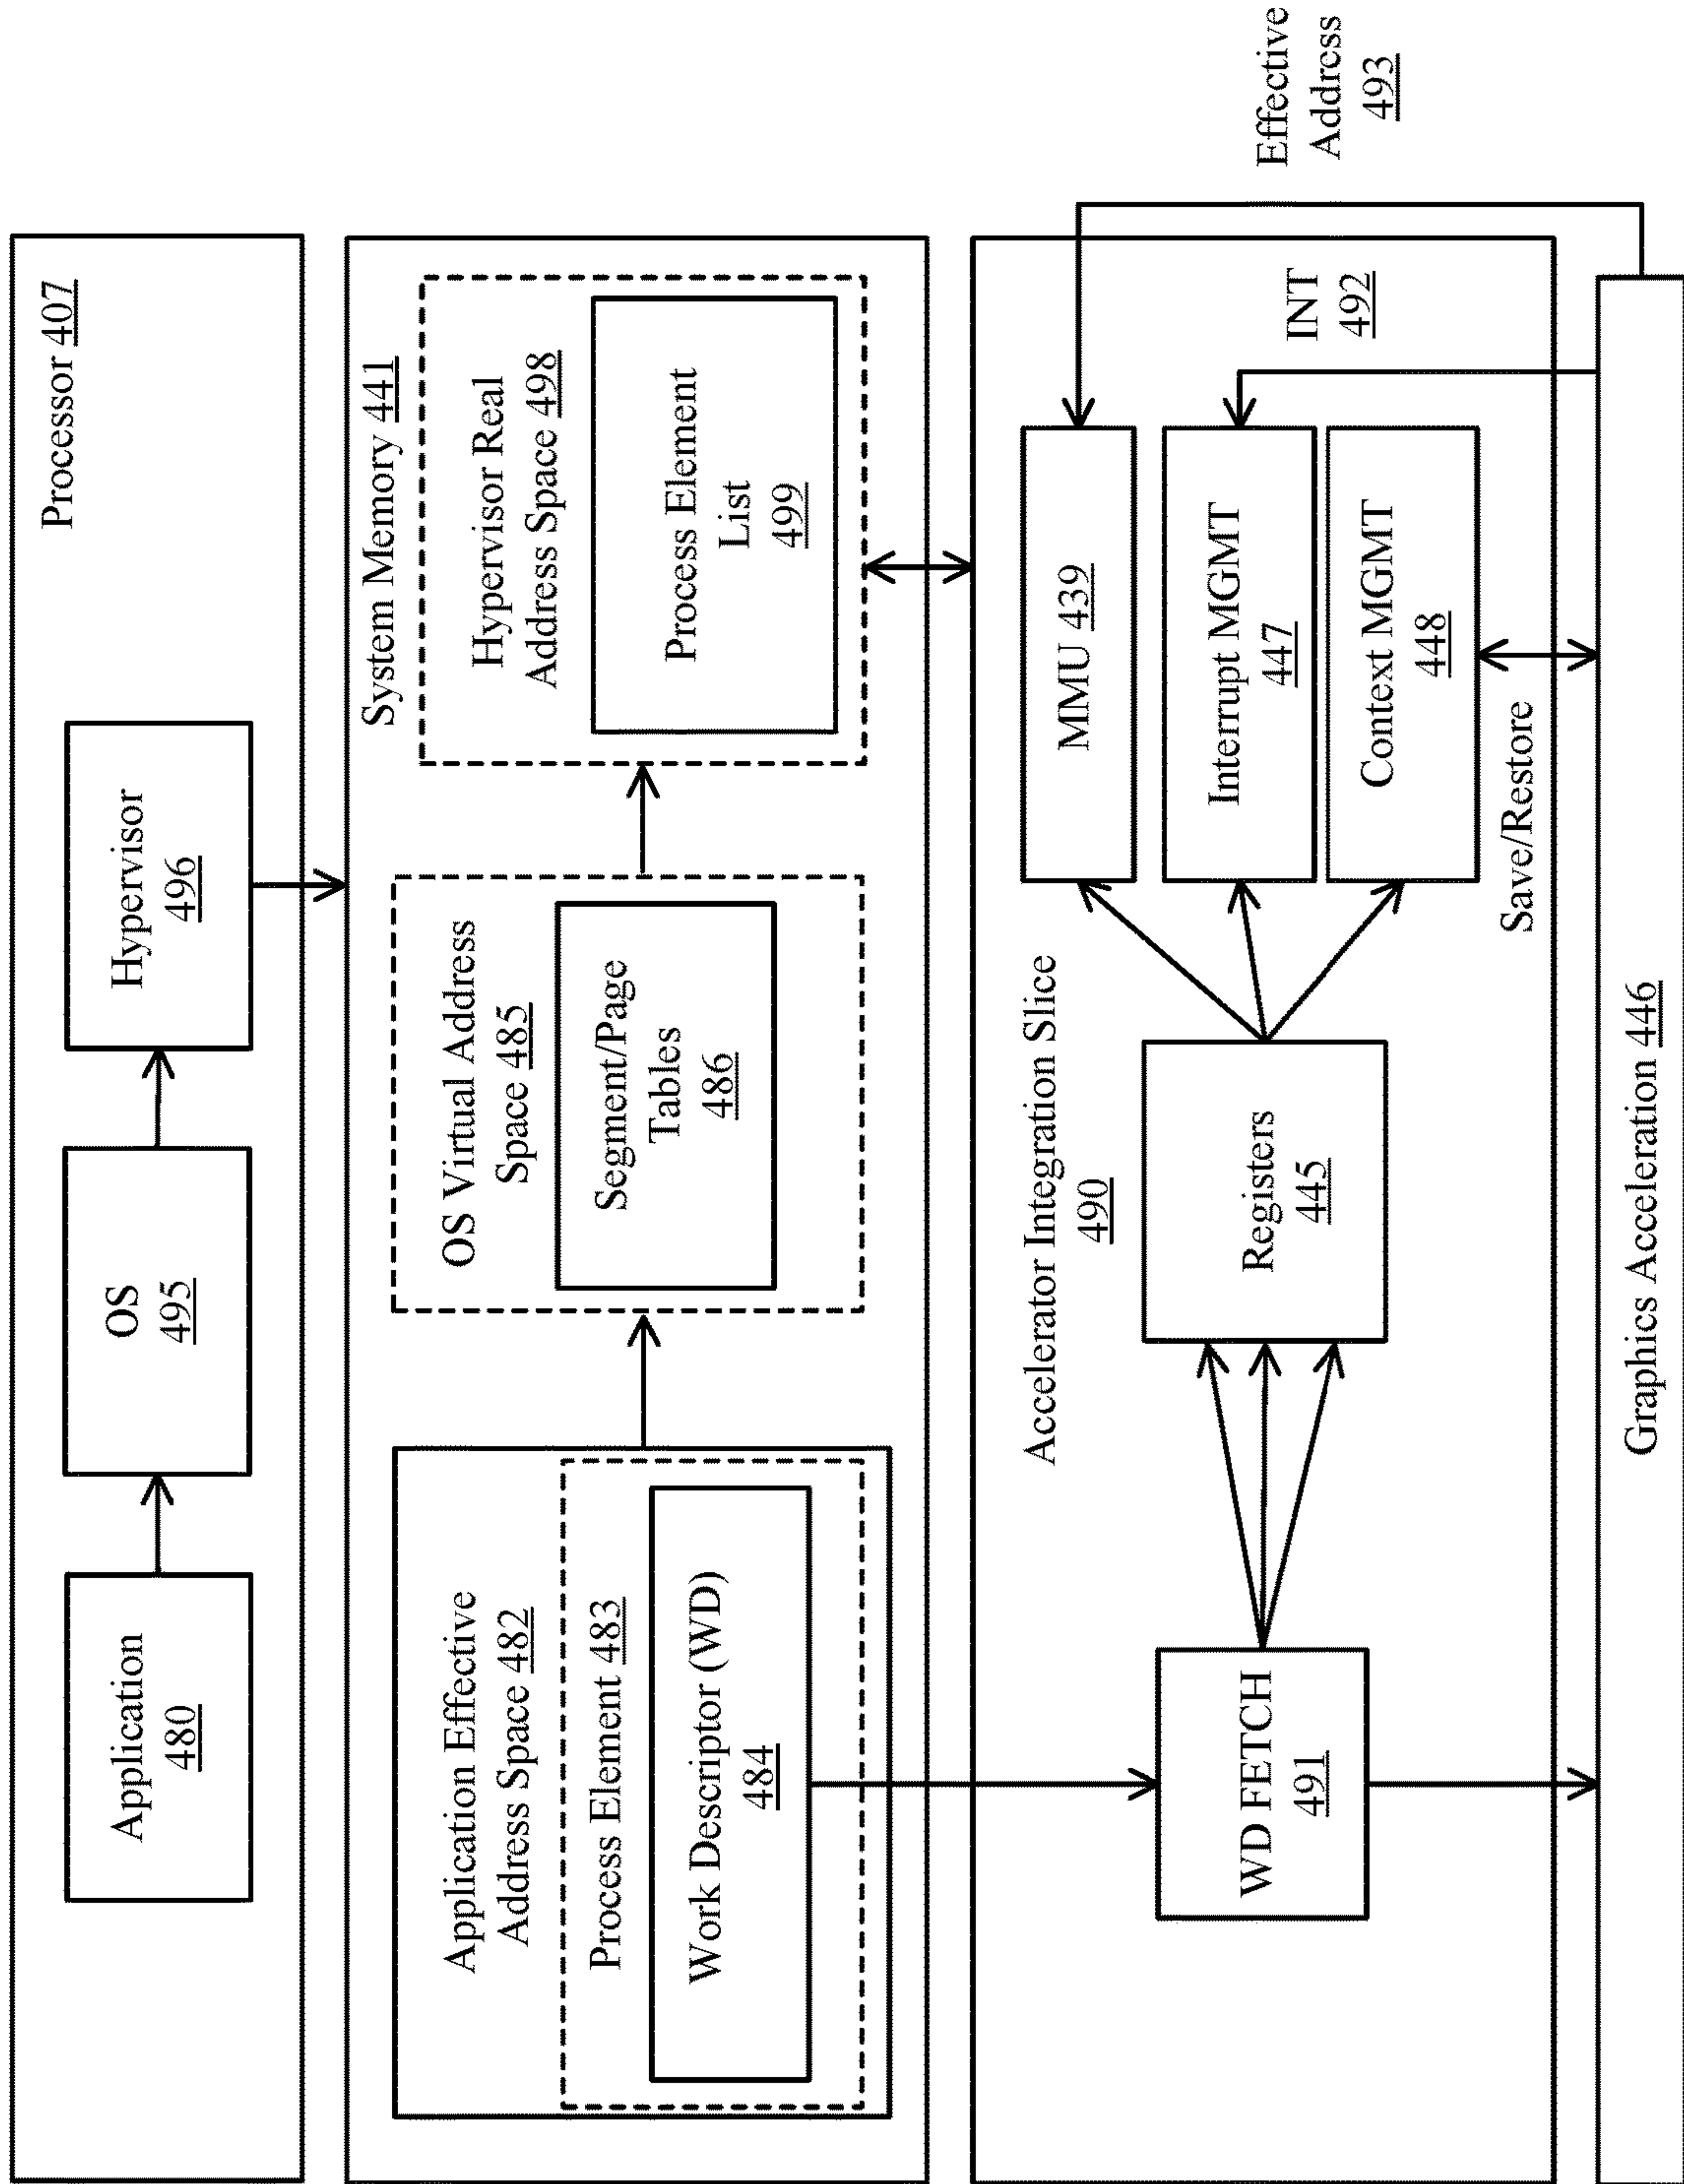 Processor 407
Application
480
OS
495
Hypervisor
496
System Memory 441
Application Effective
Address Space 482
Process Element 483
Work Descriptor (WD)
484
OS Virtual Address
Space 485
Segment/Page
Tables
486
Hypervisor Real
Address Space 498
Process Element
List
499
Accelerator Integration Slice
490
WD FETCH
491
Registers
445
MMU 439
Interrupt MGMT
447
Context MGMT
448
INT
492
Save/Restore
Effective
Address
493
Graphics Acceleration 446